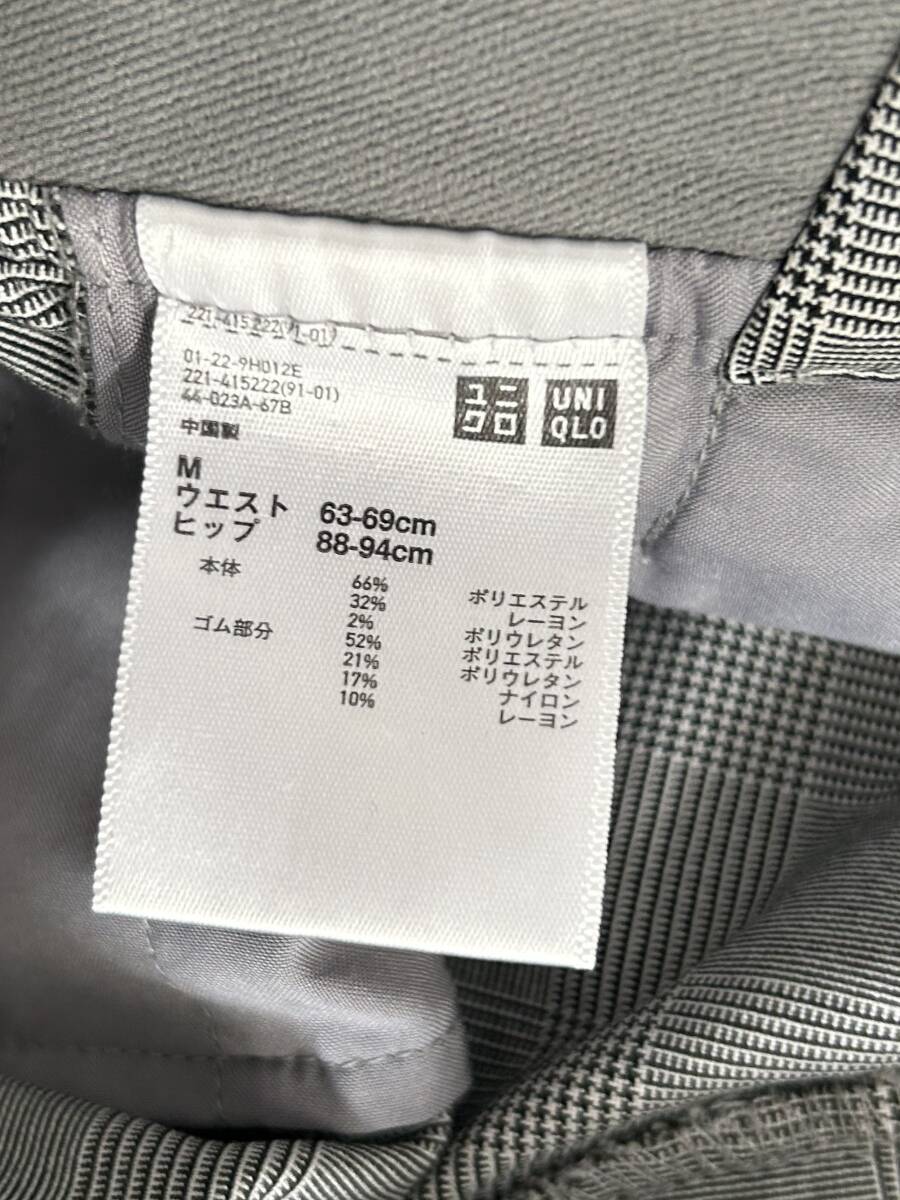 221-415222(91-01)
01-22-9H012E
221-415222(91-01)
44-023A-67B
中国製
ユニ
クロ
UNI
QLO
M
ウエスト 63-69cm
ヒップ 88-94cm
本体 66% ポリエステル
32% レーヨン
2% ポリウレタン
ゴム部分 52% ポリエステル
21% ポリウレタン
17% ナイロン
10% レーヨン